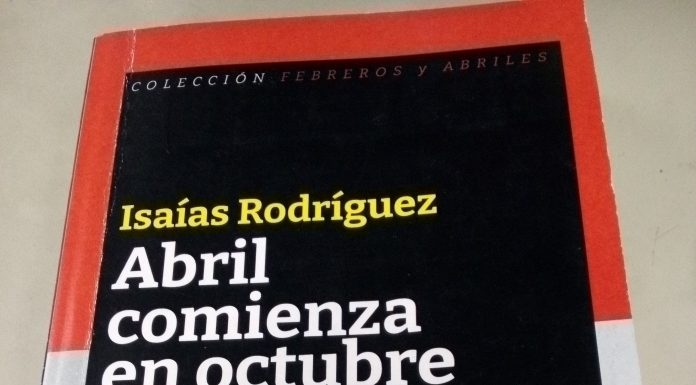 COLECCIÓN FEBREROS y ABRILES
Isaías Rodríguez
Abril
comienza
en octubre